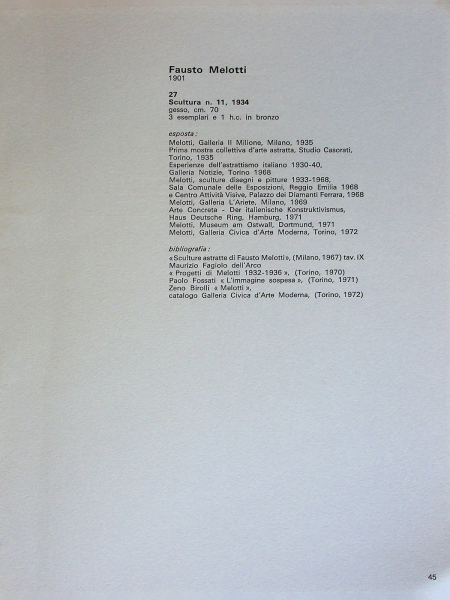 Fausto Melotti
1901
27
Scultura n. 11, 1934
gesso, cm. 70
3 esemplari e 1 h.c. in bronzo
esposta:
Melotti, Galleria Il Milione, Milano, 1935
Prima mostra collettiva d'arte astratta, Studio Casorati,
Torino, 1935
Esperienze dell'astrattismo italiano 1930-40,
Galleria Notizie, Torino 1968
Melotti, sculture disegni e pitture 1933-1968,
Sala Comunale delle Esposizioni, Reggio Emilia 1968
e Centro Attività Visive, Palazzo dei Diamanti Ferrara, 1968
Melotti, Galleria L'Ariete, Milano, 1969
Arte Concreta - Der italienische Konstruktivismus,
Haus Deutsche Ring, Hamburg, 1971
Melotti, Museum am Ostwall, Dortmund, 1971
Melotti, Galleria Civica d'Arte Moderna, Torino, 1972
bibliografia:
«Sculture astratte di Fausto Melotti», (Milano, 1967) tav. IX
Maurizio Fagiolo dell'Arco
« Progetti di Melotti 1932-1936 », (Torino, 1970)
Paolo Fossati « L'immagine sospesa », (Torino, 1971)
Zeno Birolli « Melotti »,
catalogo Galleria Civica d'Arte Moderna, (Torino, 1972)
45